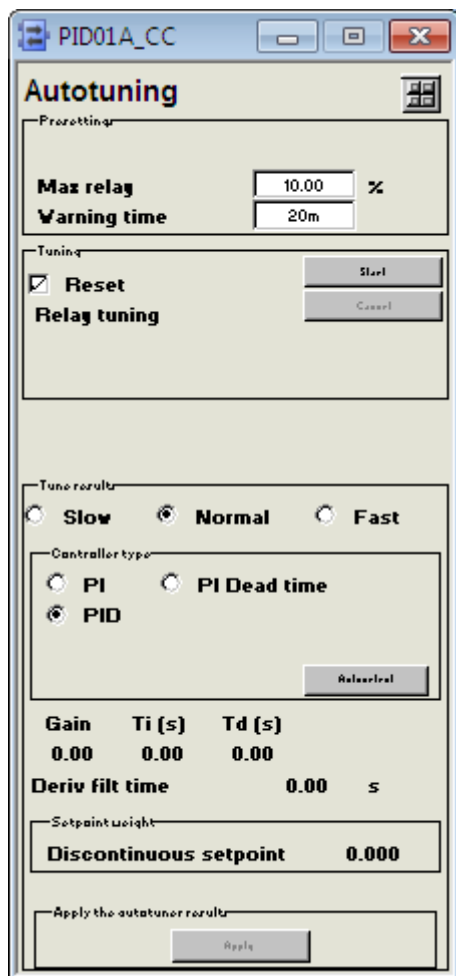 PID01A_CC
Autotuning
Presettings
Max relay 10.00 %
Warning time 20m
Tuning
Start
Reset
Cancel
Relay tuning
Tune results
Slow Normal Fast
Controller type
PI PI Dead time
PID
Autoselect
Gain Ti (s) Td (s)
0.00 0.00 0.00
Deriv filt time 0.00 s
Setpoint weight
Discontinuous setpoint 0.000
Apply the autotuner results
Apply